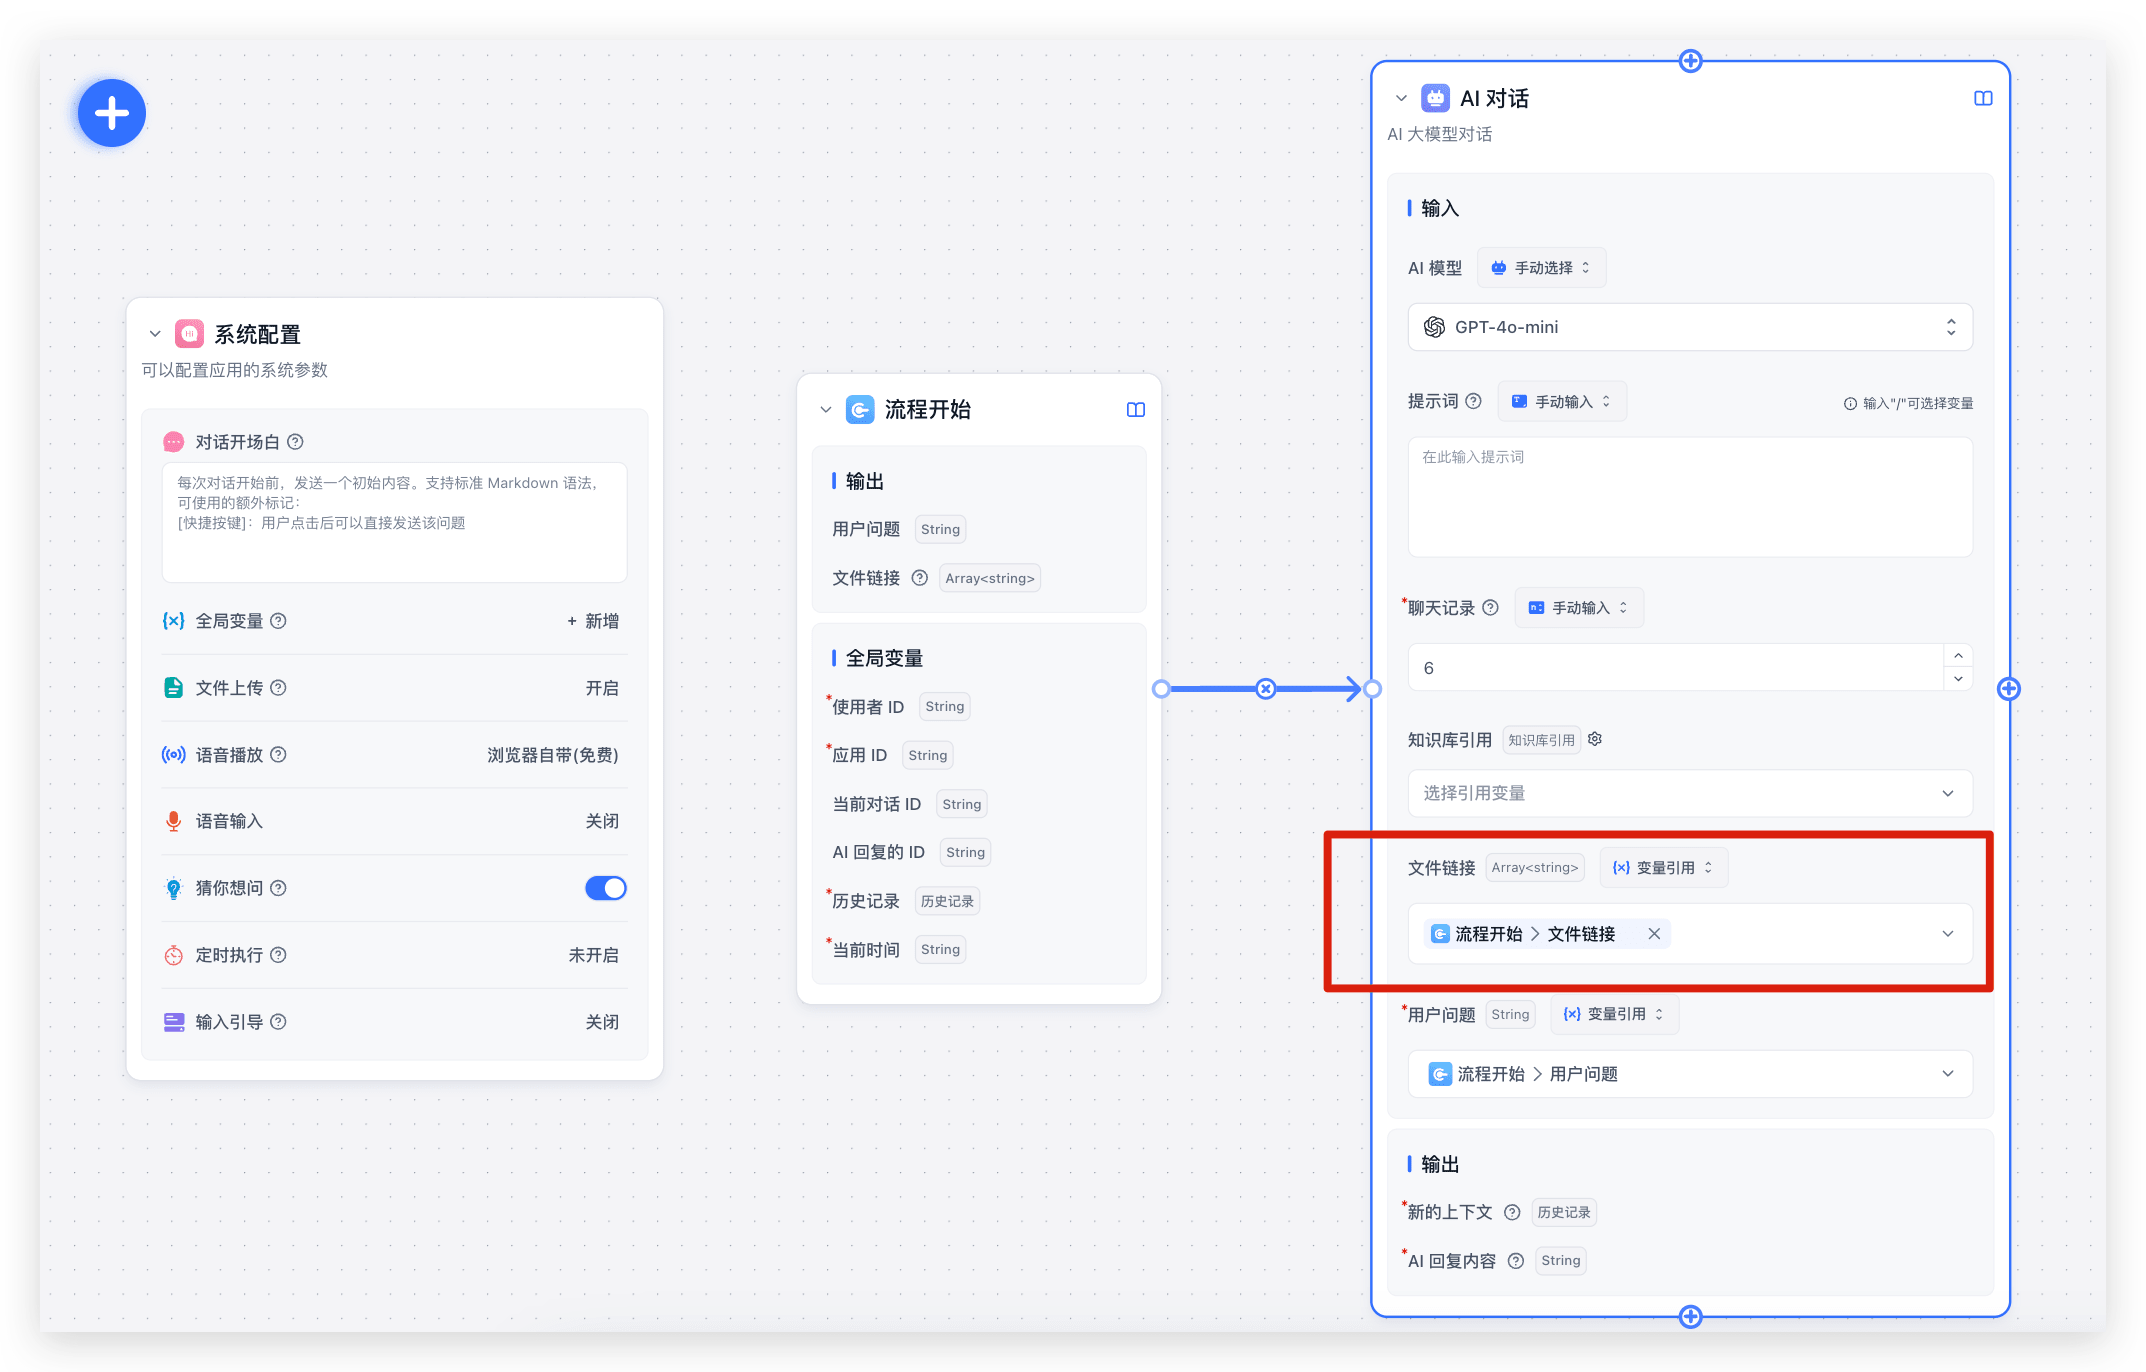 系统配置
可以配置应用的系统参数
对话开场白
每次对话开始前，发送一个初始内容。支持标准 Markdown 语法，
可使用的额外标记：
[快捷按键]：用户点击后可以直接发送该问题
全局变量 + 新增
文件上传 开启
语音播放 浏览器自带(免费)
语音输入 关闭
猜你想问
定时执行 未开启
输入引导 关闭
流程开始
输出
用户问题 String
文件链接 Array<string>
全局变量
*使用者 ID String
*应用 ID String
当前对话 ID String
AI 回复的 ID String
*历史记录 历史记录
*当前时间 String
AI 对话
AI 大模型对话
输入
AI 模型 手动选择
GPT-4o-mini
提示词 手动输入 输入"/"可选择变量
在此输入提示词
*聊天记录 手动输入
6
知识库引用 知识库引用
选择引用变量
文件链接 Array<string> 变量引用
流程开始 > 文件链接
*用户问题 String 变量引用
流程开始 > 用户问题
输出
*新的上下文 历史记录
*AI 回复内容 String